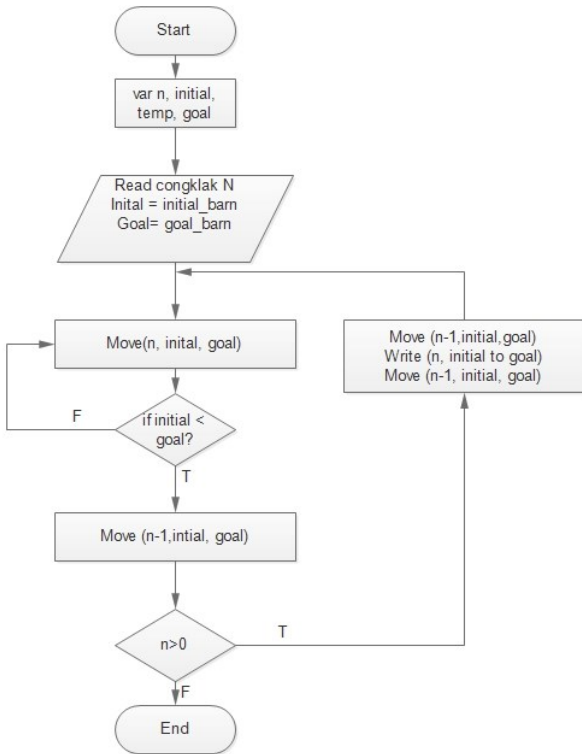 Start
var n, initial,
temp, goal
Read congklak N
Inital = initial_barn
Goal= goal_barn
Move(n, inital, goal)
if initial <
goal?
F
T
Move (n-1,intial, goal)
n>0
T
F
End
Move (n-1,initial,goal)
Write (n, initial to goal)
Move (n-1, initial, goal)